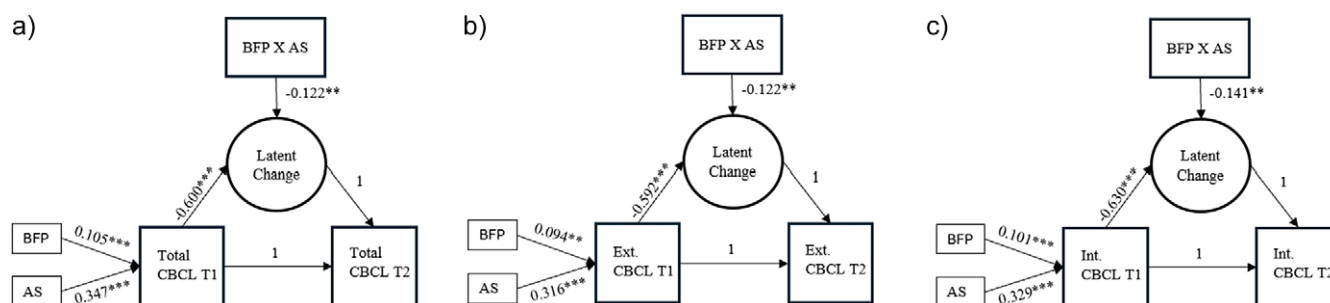 a)
BFP X AS
-0.122**
Latent
Change
-0.600***
1
BFP
0.105***
Total
CBCL T1
1
Total
CBCL T2
AS
0.347***
b)
BFP X AS
-0.122**
Latent
Change
-0.592***
1
BFP
0.094**
Ext.
CBCL T1
1
Ext.
CBCL T2
AS
0.316***
c)
BFP X AS
-0.141**
Latent
Change
-0.630***
1
BFP
0.101***
Int.
CBCL T1
1
Int.
CBCL T2
AS
0.329***